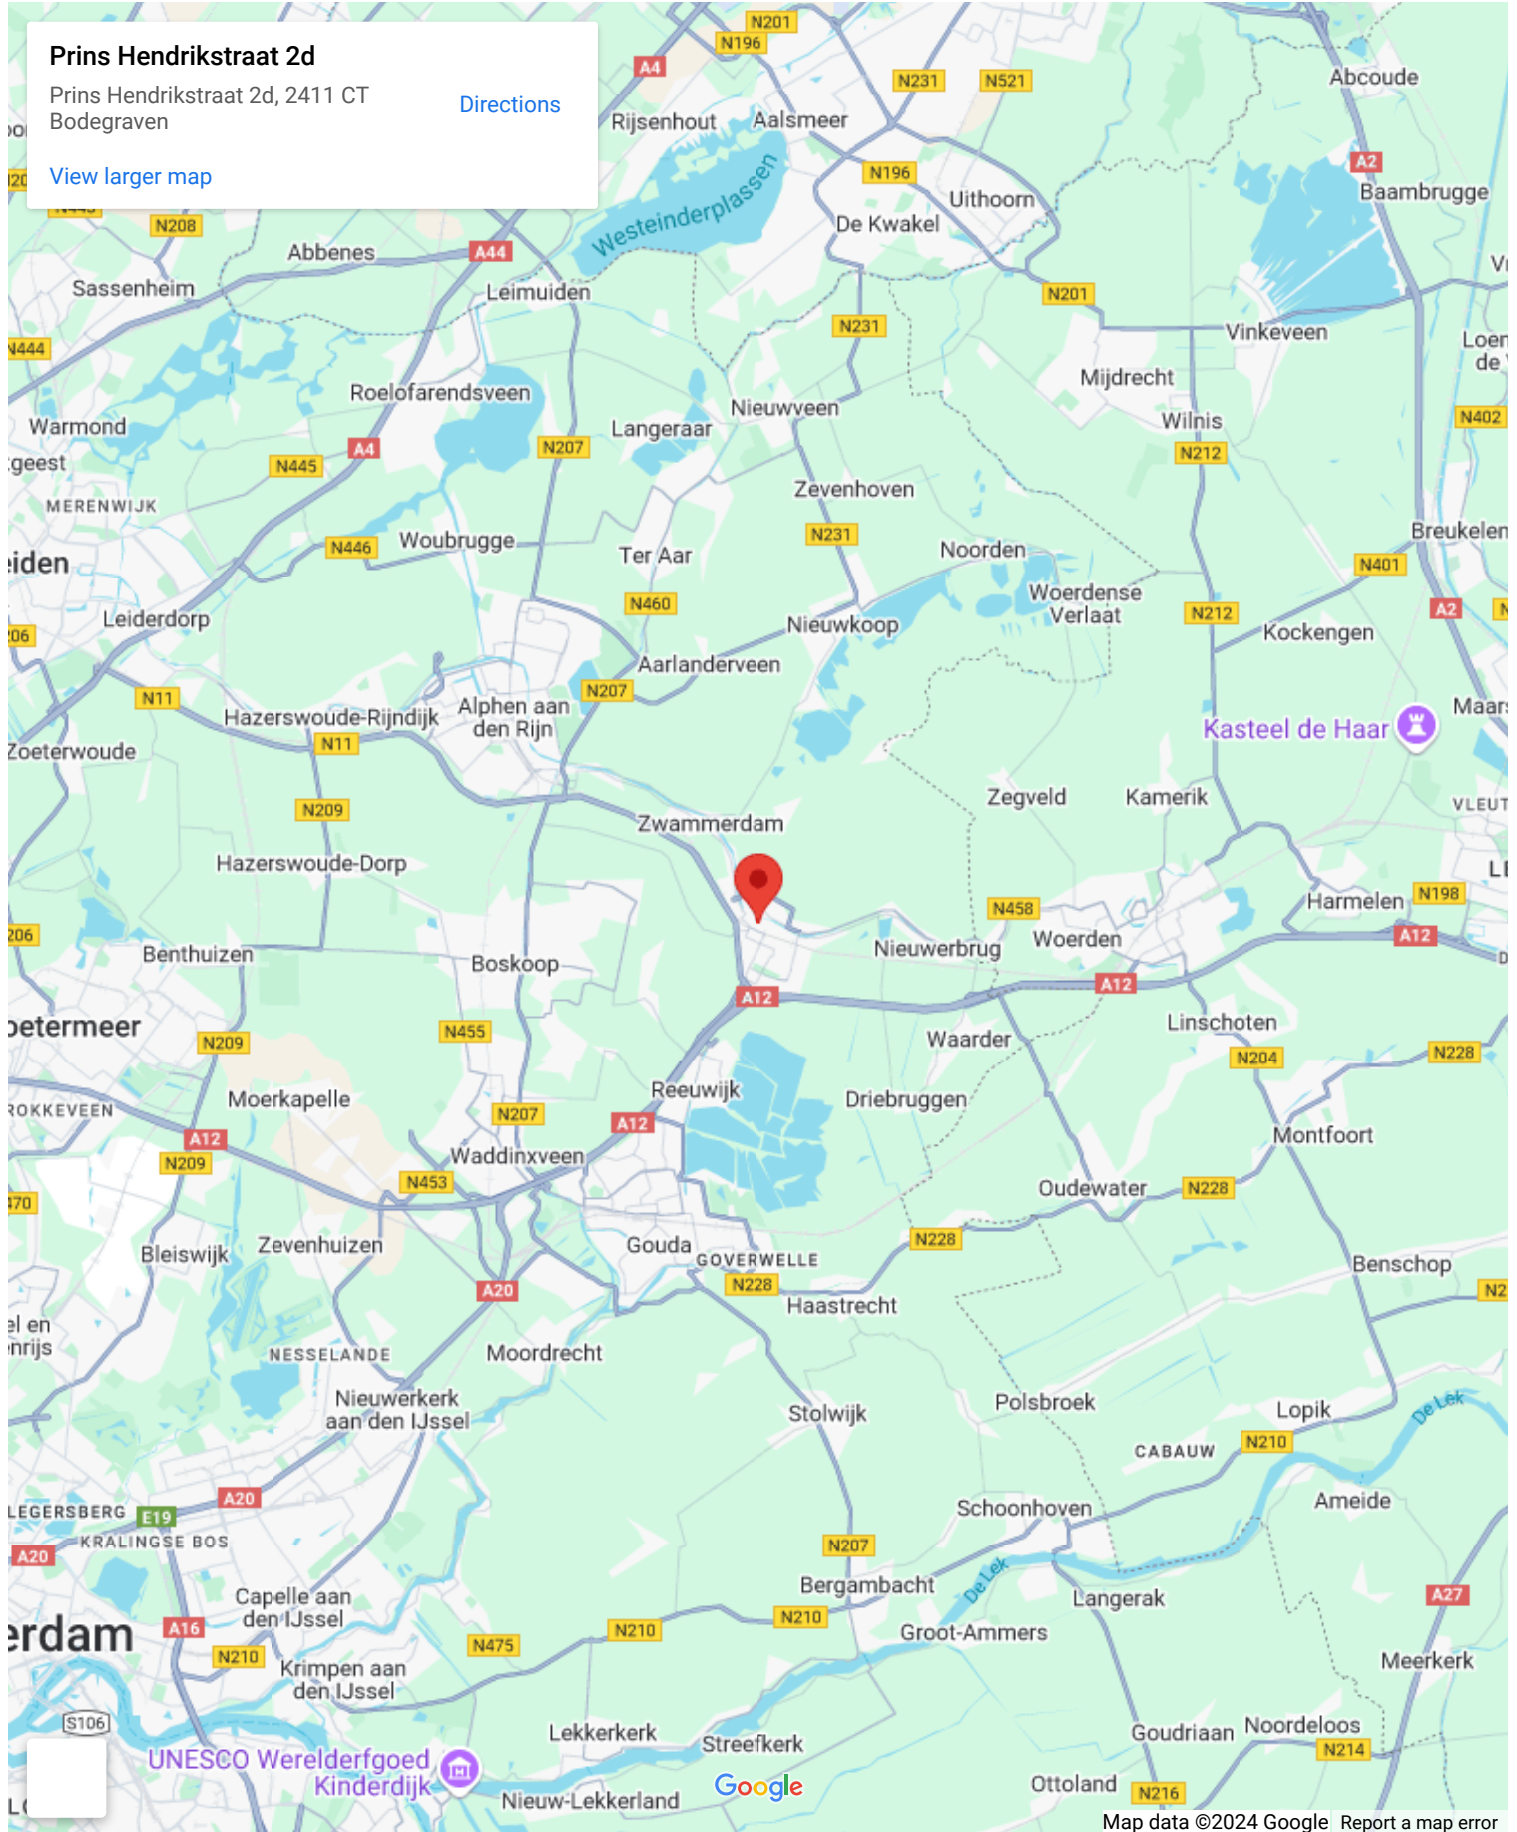 Prins Hendrikstraat 2d
Prins Hendrikstraat 2d, 2411 CT
Bodegraven
Directions
View larger map
N201
N196
A4
N231
N521
Abcoude
Rijsenhout
Aalsmeer
A2
N196
Baambrugge
Uithoorn
Westeinderplassen
De Kwakel
N208
Abbenes
A44
Sassenheim
Leimuiden
N201
N231
Vinkeveen
N444
Roelofarendsveen
Mijdrecht
Nieuwveen
Warmond
Langeraar
Wilnis
N402
A4
N207
N212
N445
Zevenhoven
MERENWIJK
N231
Breukelen
N446
Woubrugge
Ter Aar
Noorden
N401
Woerdense
Verlaat
N460
A2
N212
Leiderdorp
Nieuwkoop
Kockengen
Aarlanderveen
N207
N11
Alphen aan
den Rijn
Hazerswoude-Rijndijk
N11
Kasteel de Haar
Zoeterwoude
Zegveld
Kamerik
N209
Zwammerdam
Hazerswoude-Dorp
N458
Harmelen
N198
Benthuizen
Boskoop
Nieuwerbrug
Woerden
A12
A12
A12
N209
N455
Waarder
Linschoten
N204
N228
Moerkapelle
Reeuwijk
Driebruggen
N207
A12
A12
N209
Waddinxveen
Montfoort
N453
Oudewater
N228
Bleiswijk
Zevenhuizen
Gouda
GOVERWELLE
N228
N228
Benschop
A20
Haastrecht
NESSELANDE
Moordrecht
Nieuwerkerk
aan den IJssel
Stolwijk
Polsbroek
Lopik
De Lek
CABAUW
N210
A20
E19
KRALINGSE BOS
A20
Schoonhoven
Ameide
N207
Bergambacht
De Lek
Langerak
A27
Capelle aan
den IJssel
A16
N210
N210
N475
N210
Groot-Ammers
Krimpen aan
den IJssel
Meerkerk
S106
Lekkerkerk
Streefkerk
Goudriaan
Noordeloos
N214
UNESCO Werelderfgoed
Kinderdijk
Google
Nieuw-Lekkerland
Ottoland
N216
Map data ©2024 Google
Report a map error